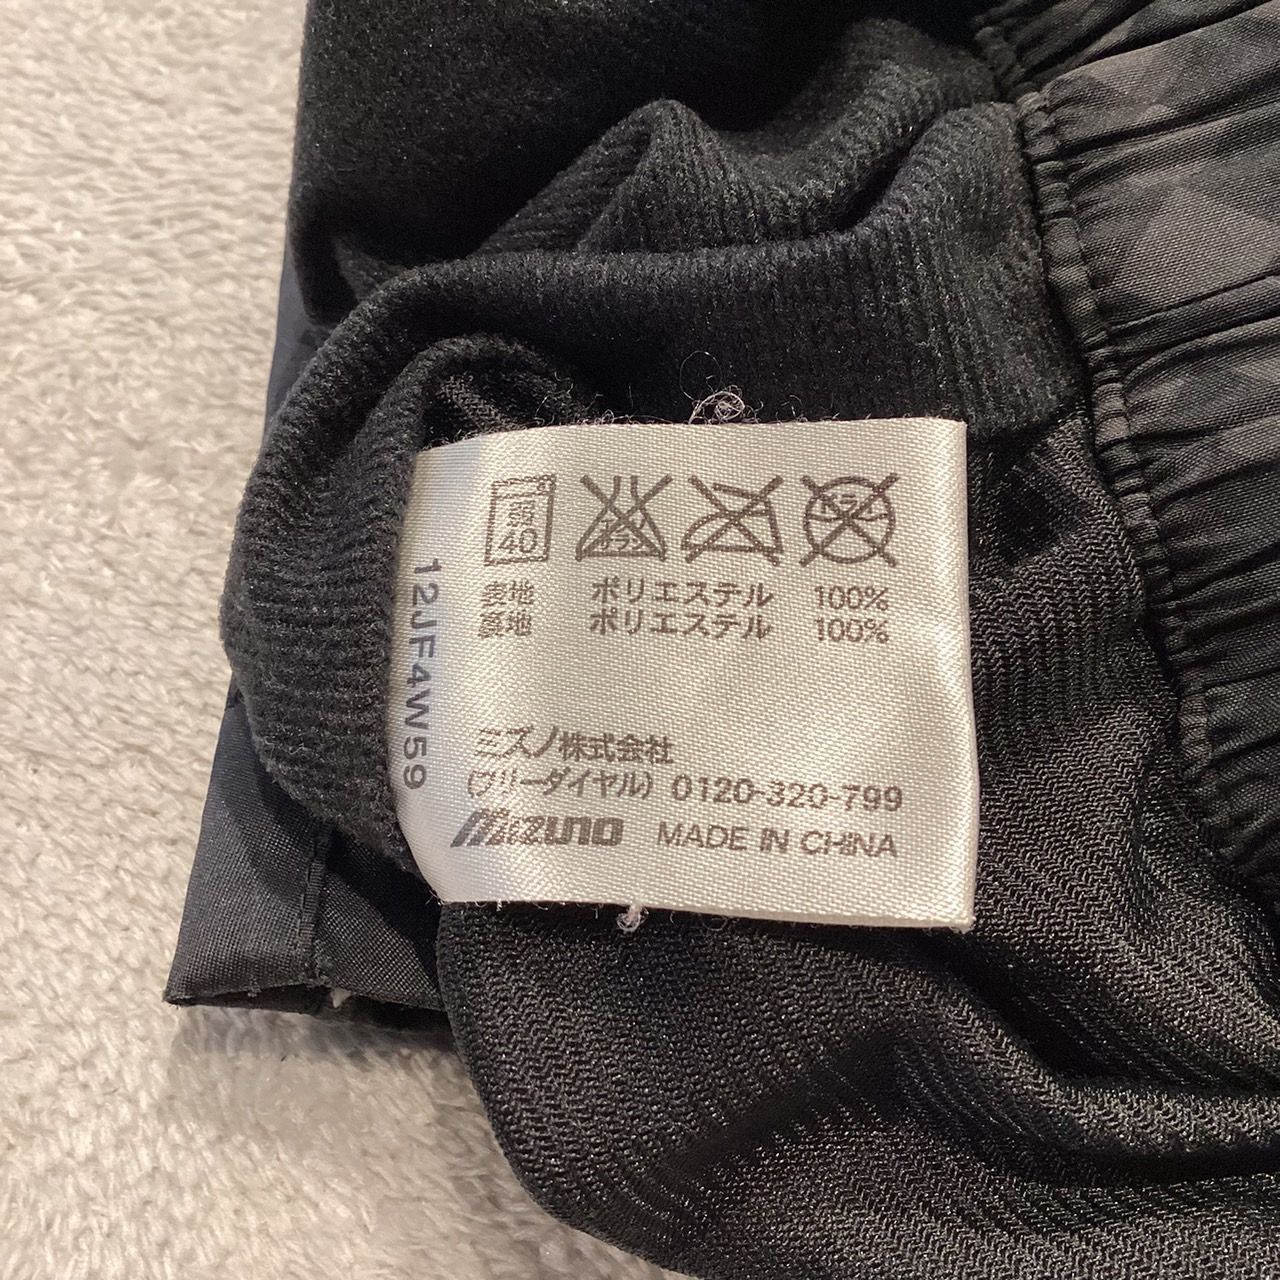 40
表地 ポリエステル 100%
裏地 ポリエステル 100%
ミズノ株式会社
(フリーダイヤル) 0120-320-799
MIZUNO MADE IN CHINA
12JF4W59